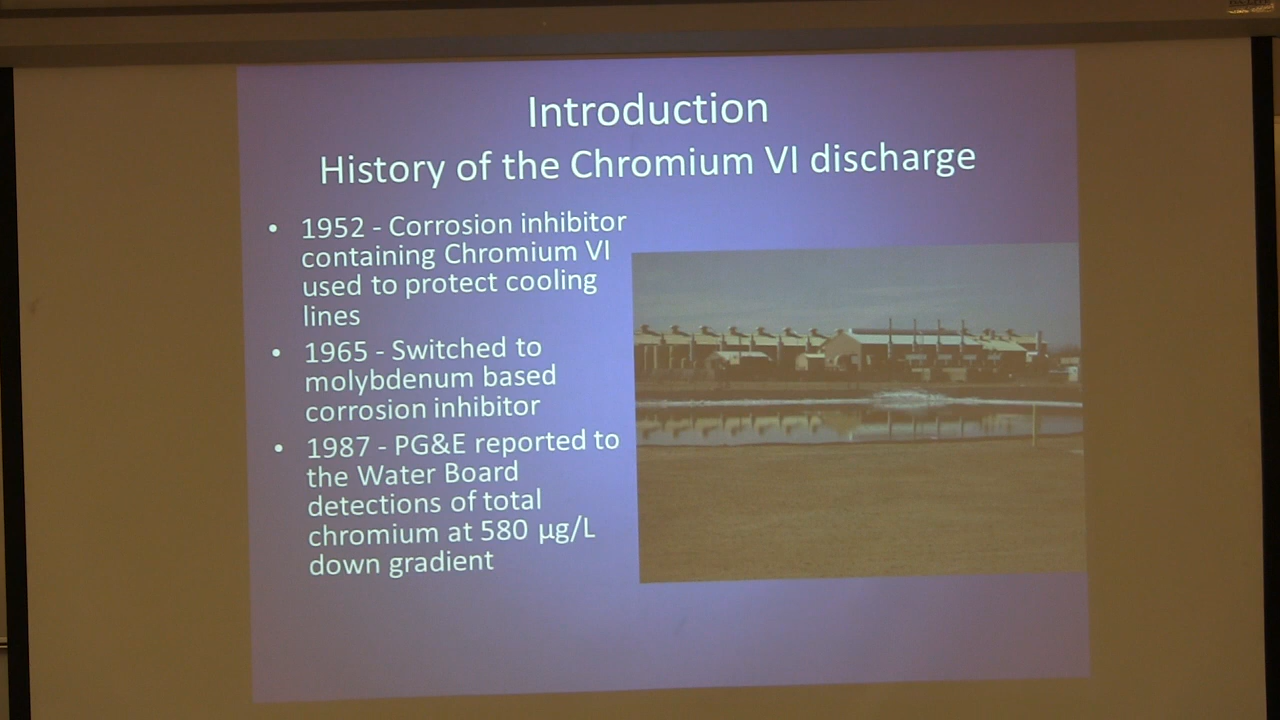 Introduction
History of the Chromium VI discharge
• 1952 - Corrosion inhibitor
containing Chromium VI
used to protect cooling
lines
• 1965 - Switched to
molybdenum based
corrosion inhibitor
• 1987 - PG&E reported to
the Water Board
detections of total
chromium at 580 µg/L
down gradient